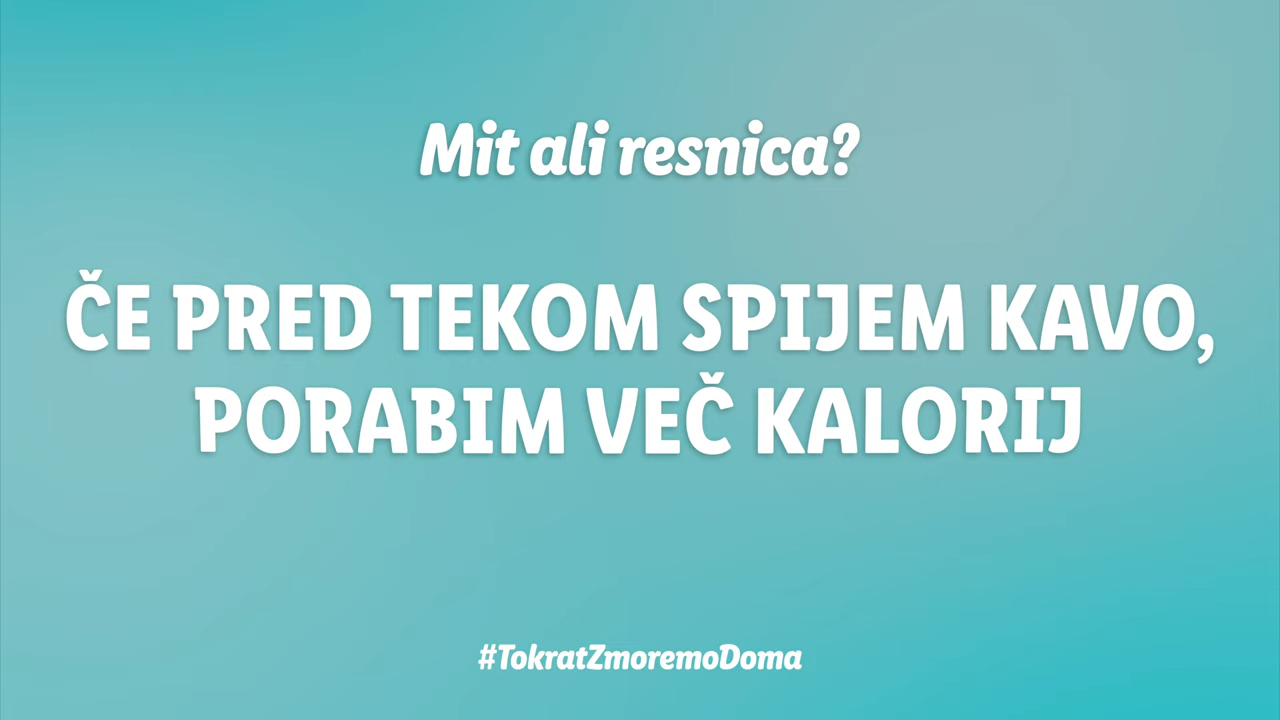 Mit ali resnica?
ČE PRED TEKOM SPIJEM KAVO,
PORABIM VEČ KALORIJ
#TokratZmoremoDoma